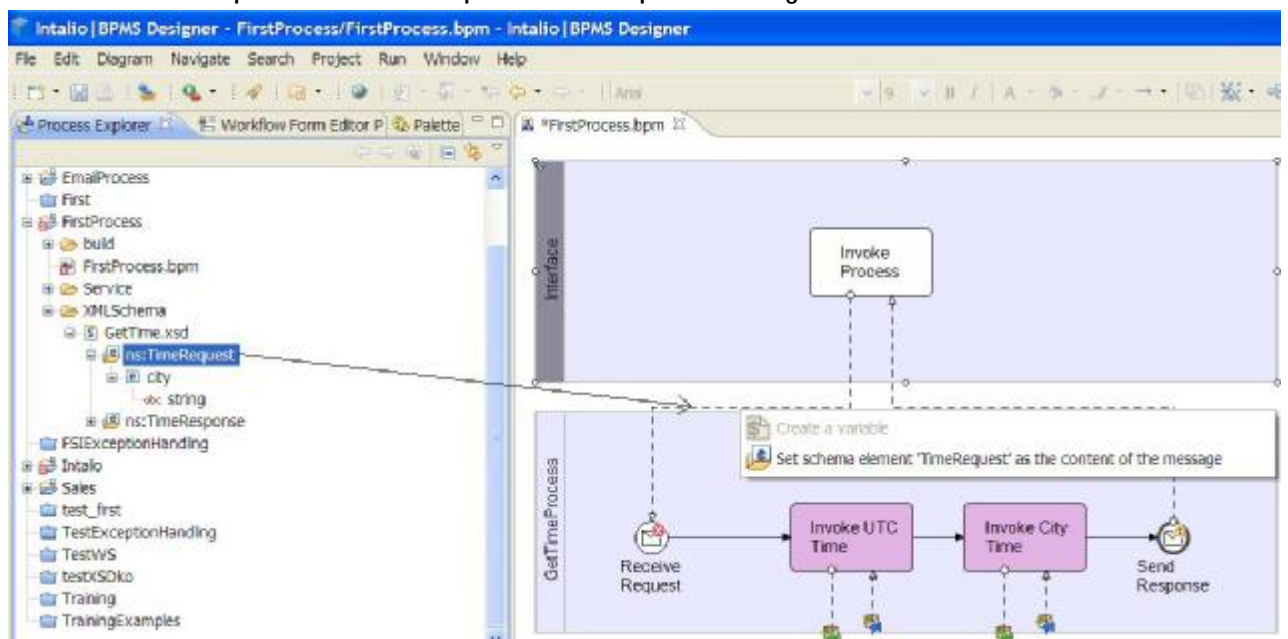 Intalio|BPMS Designer - FirstProcess/FirstProcess.bpm - Intalio|BPMS Designer
File Edit Diagram Navigate Search Project Run Window Help
Arial 9 B I A
Process Explorer Workflow Form Editor P Palette *FirstProcess.bpm
EmailProcess
First
FirstProcess
build
FirstProcess.bpm
Service
XMLSchema
GetTime.xsd
ns:TimeRequest
city
abc string
ns:TimeResponse
FSIExceptionHandling
Intalio
Sales
test_first
TestExceptionHandling
TestWS
testXSDko
Training
TrainingExamples
Interface
Invoke
Process
Create a variable
Set schema element 'TimeRequest' as the content of the message
GetTimeProcess
Receive
Request
Invoke UTC
Time
Invoke City
Time
Send
Response